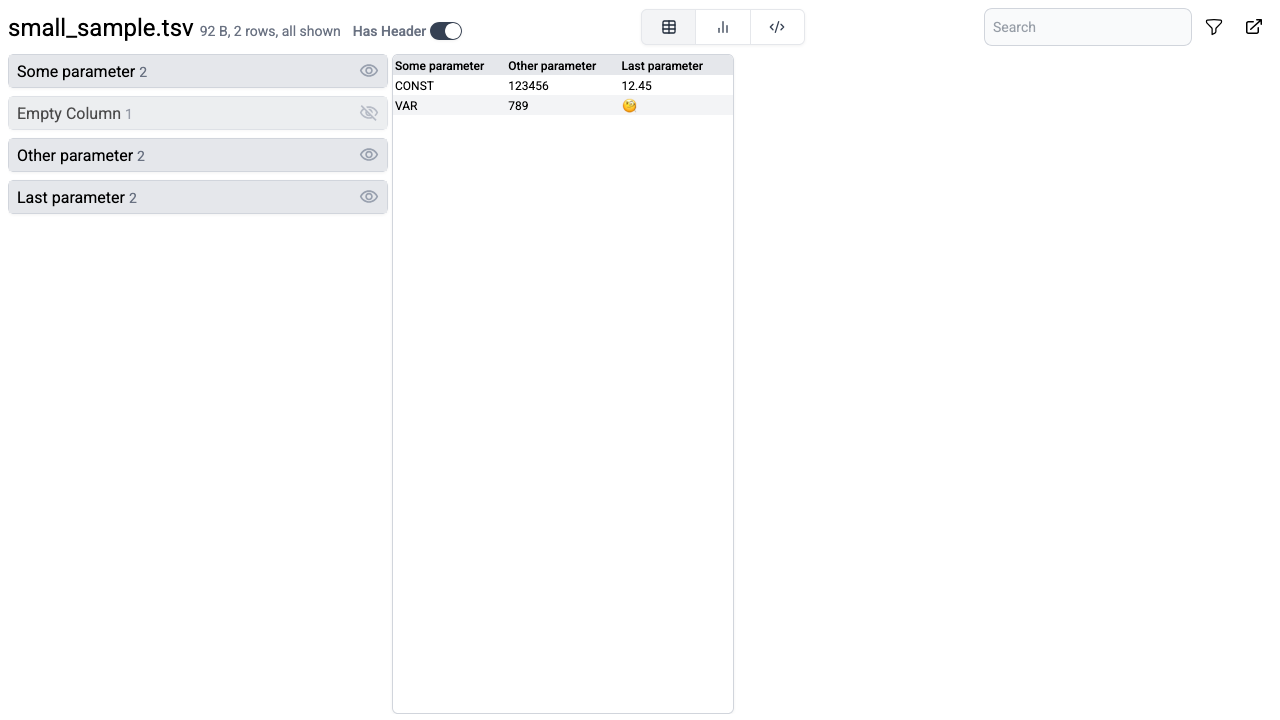 small_sample.tsv 92 B, 2 rows, all shown Has Header
Search
Some parameter 2
Empty Column 1
Other parameter 2
Last parameter 2
Some parameter Other parameter Last parameter
CONST 123456 12.45
VAR 789 🧐